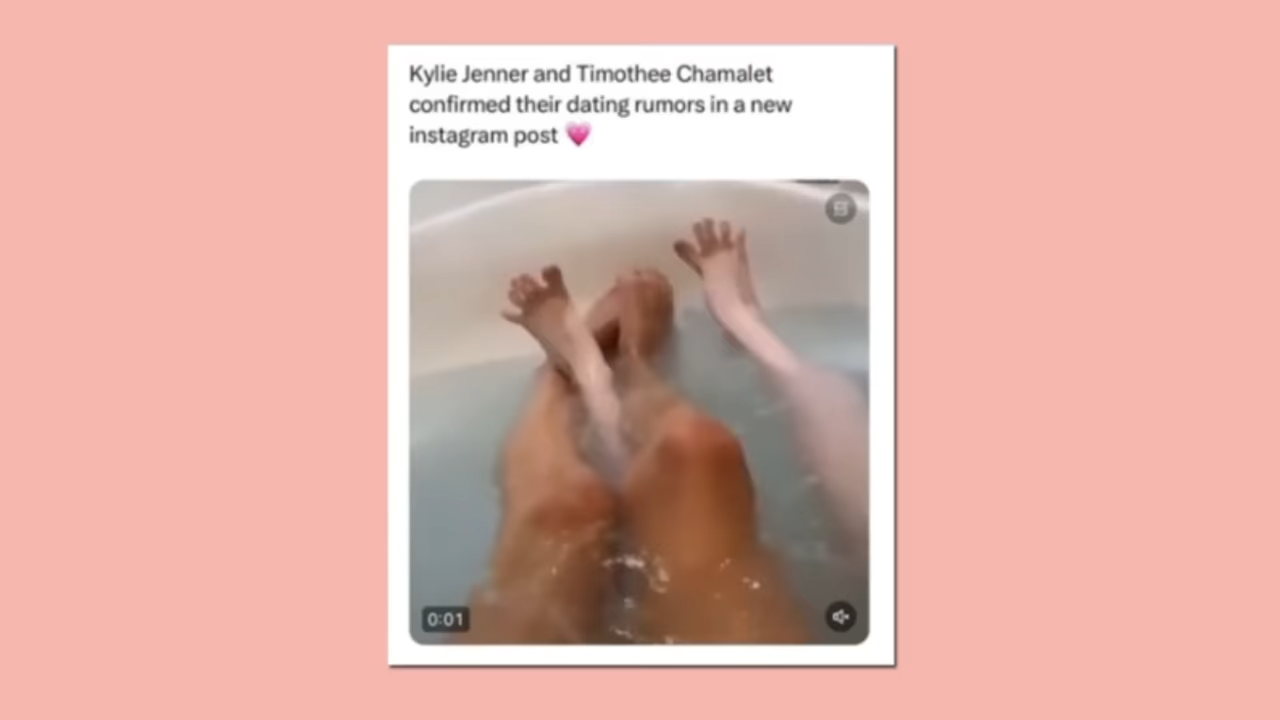 Kylie Jenner and Timothee Chamalet
confirmed their dating rumors in a new
instagram post 💗
0:01